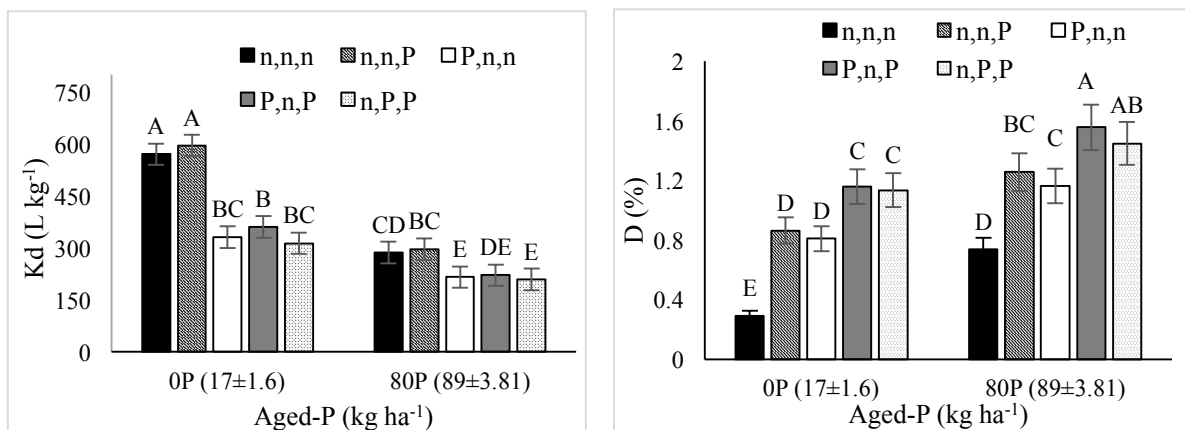 n,n,n n,n,P P,n,n
P,n,P n,P,P
Kd (L kg-1)
750
600
450
300
150
0
A A BC B BC
CD BC E DE E
0P (17±1.6) 80P (89±3.81)
Aged-P (kg ha-1)
n,n,n n,n,P P,n,n
P,n,P n,P,P
D (%)
2
1.6
1.2
0.8
0.4
0
E D D C C
D BC C A AB
0P (17±1.6) 80P (89±3.81)
Aged-P (kg ha-1)